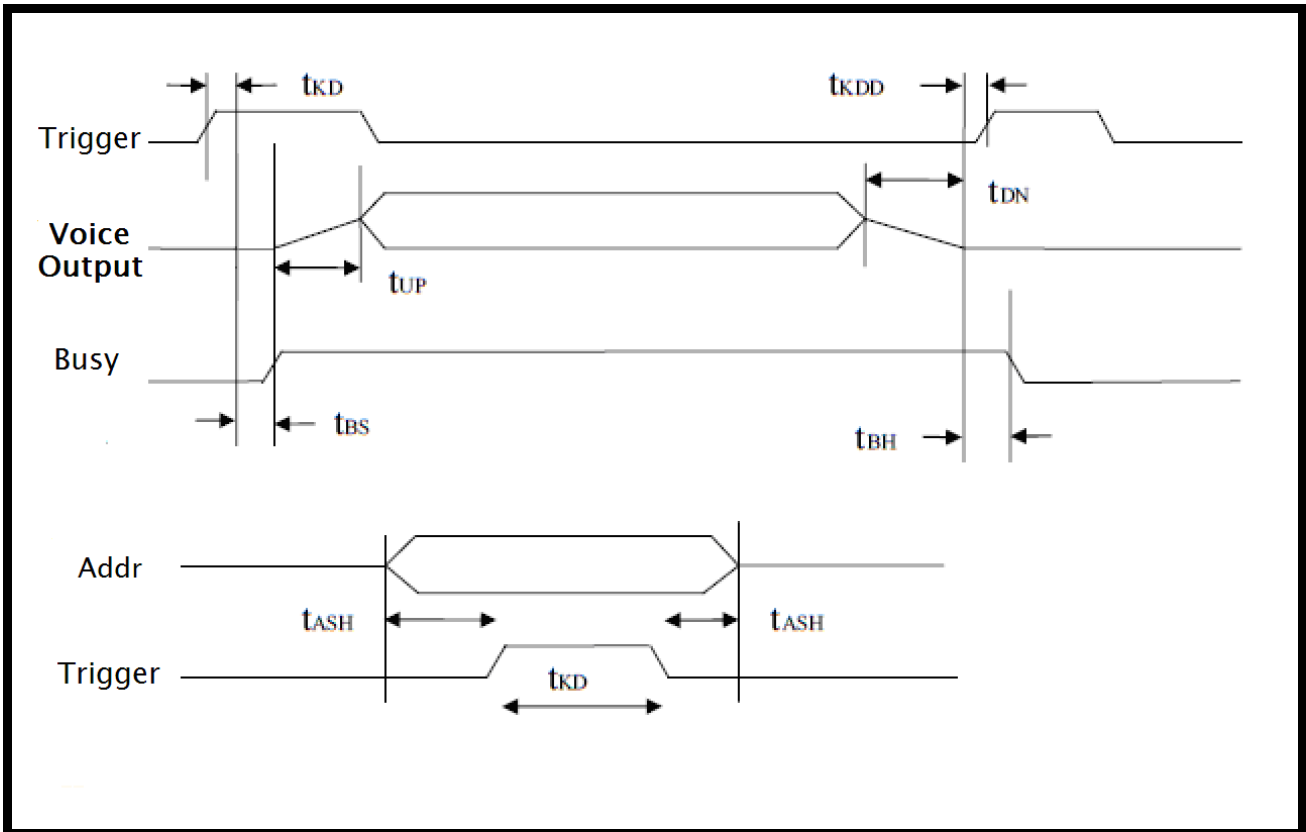 tKD
tKDD
Trigger
tDN
Voice
Output
tUP
Busy
tBS
tBH
Addr
tASH
tASH
Trigger
tKD